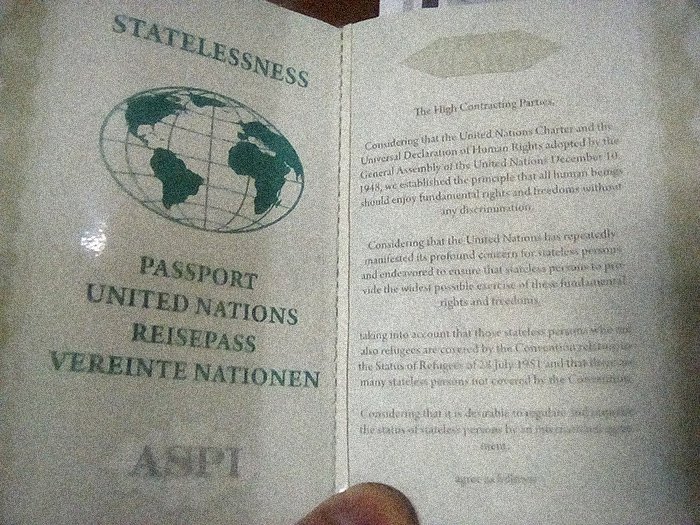 STATELESSNESS
PASSPORT
UNITED NATIONS
REISEPASS
VEREINTE NATIONEN
ASPI
The High Contracting Parties,
Considering that the United Nations Charter and the
Universal Declaration of Human Rights adopted by the
General Assembly of the United Nations December 10,
1948, we established the principle that all human beings
should enjoy fundamental rights and freedoms without
any discrimination,
Considering that the United Nations has repeatedly
manifested its profound concern for stateless persons
and endeavored to ensure that stateless persons to pro-
vide the widest possible exercise of these fundamental
rights and freedoms,
taking into account that those stateless persons who are
also refugees are covered by the Convention relating to
the Status of Refugees of 28 July 1951 and that there are
many stateless persons not covered by the Convention,
Considering that it is desirable to regulate and
the status of stateless persons by an
ment,
agree as follows